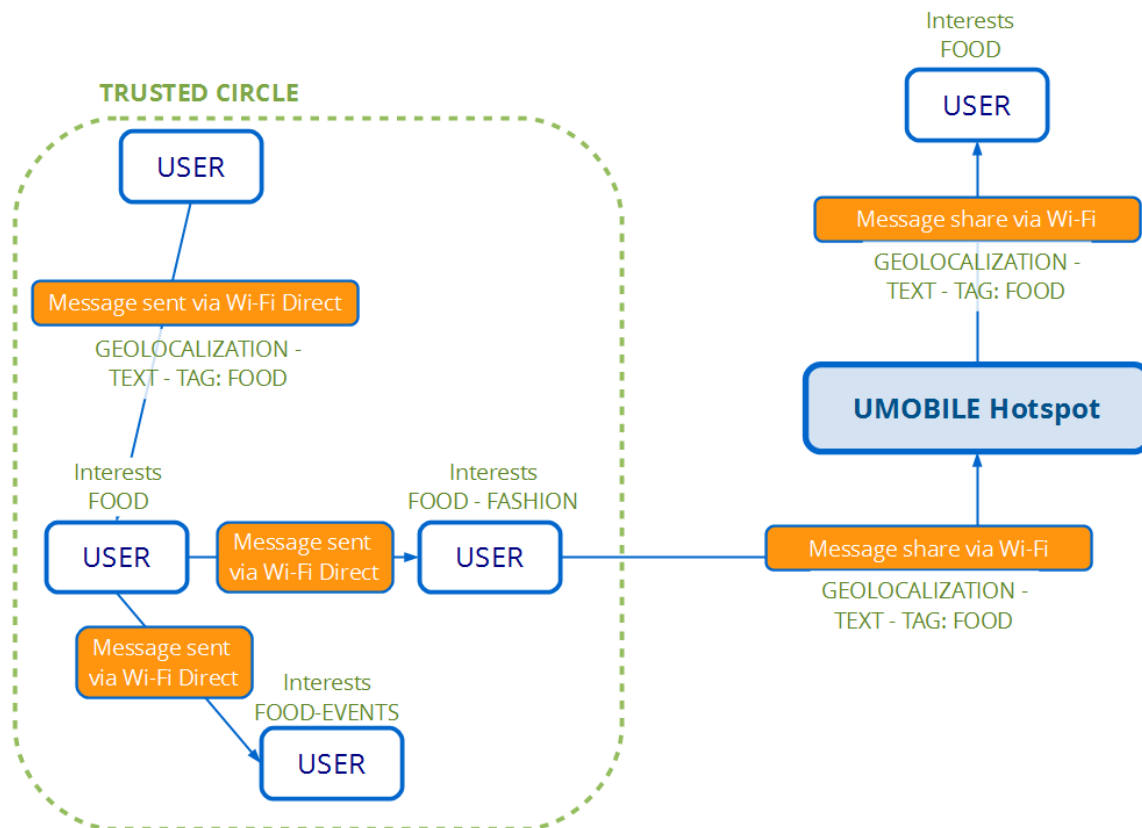 TRUSTED CIRCLE
USER
Message sent via Wi-Fi Direct
GEOLOCALIZATION -
TEXT - TAG: FOOD
Interests
FOOD
USER
Message sent
via Wi-Fi Direct
Interests
FOOD - FASHION
USER
Message sent
via Wi-Fi Direct
Interests
FOOD-EVENTS
USER
Interests
FOOD
USER
Message share via Wi-Fi
GEOLOCALIZATION -
TEXT - TAG: FOOD
UMOBILE Hotspot
Message share via Wi-Fi
GEOLOCALIZATION -
TEXT - TAG: FOOD